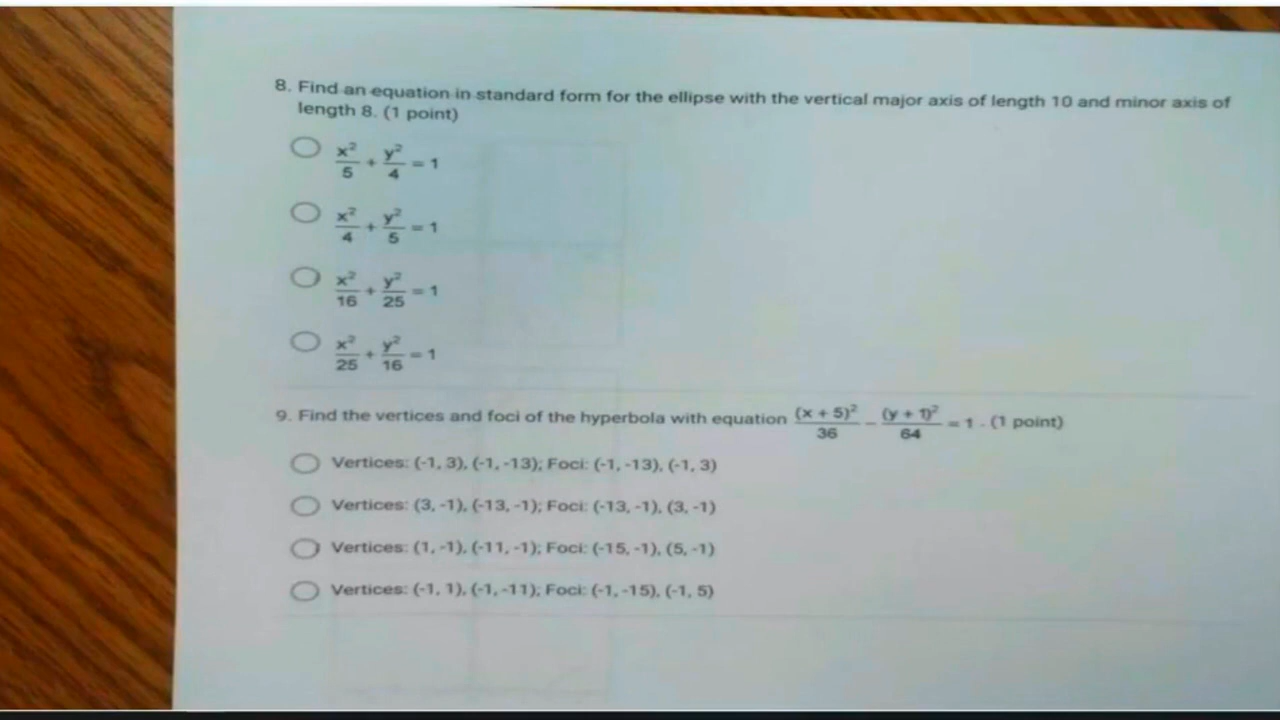 8. Find an equation in standard form for the ellipse with the vertical major axis of length 10 and minor axis of
length 8. (1 point)
x²/5 + y²/4 = 1
x²/4 + y²/5 = 1
x²/16 + y²/25 = 1
x²/25 + y²/16 = 1
9. Find the vertices and foci of the hyperbola with equation (x + 5)²/36 − (y + 1)²/64 = 1 . (1 point)
Vertices: (-1, 3), (-1, -13); Foci: (-1, -13), (-1, 3)
Vertices: (3, -1), (-13, -1); Foci: (-13, -1), (3, -1)
Vertices: (1, -1), (-11, -1); Foci: (-15, -1), (5, -1)
Vertices: (-1, 1), (-1, -11); Foci: (-1, -15), (-1, 5)